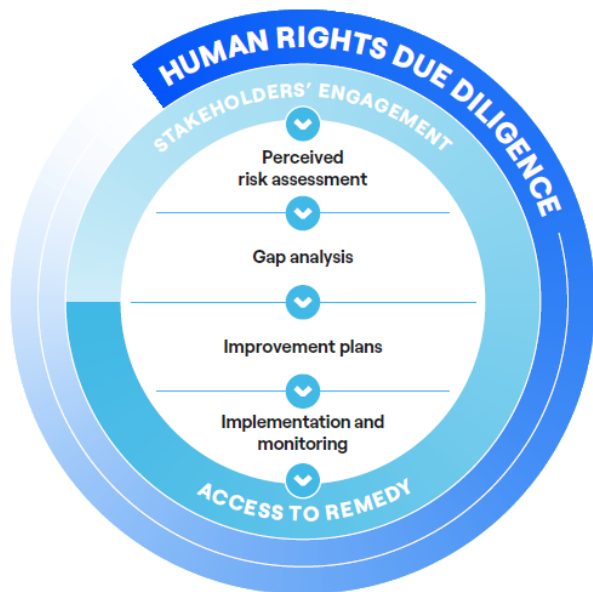 HUMAN RIGHTS DUE DILIGENCE
STAKEHOLDERS’ ENGAGEMENT
Perceived
risk assessment
Gap analysis
Improvement plans
Implementation and
monitoring
ACCESS TO REMEDY